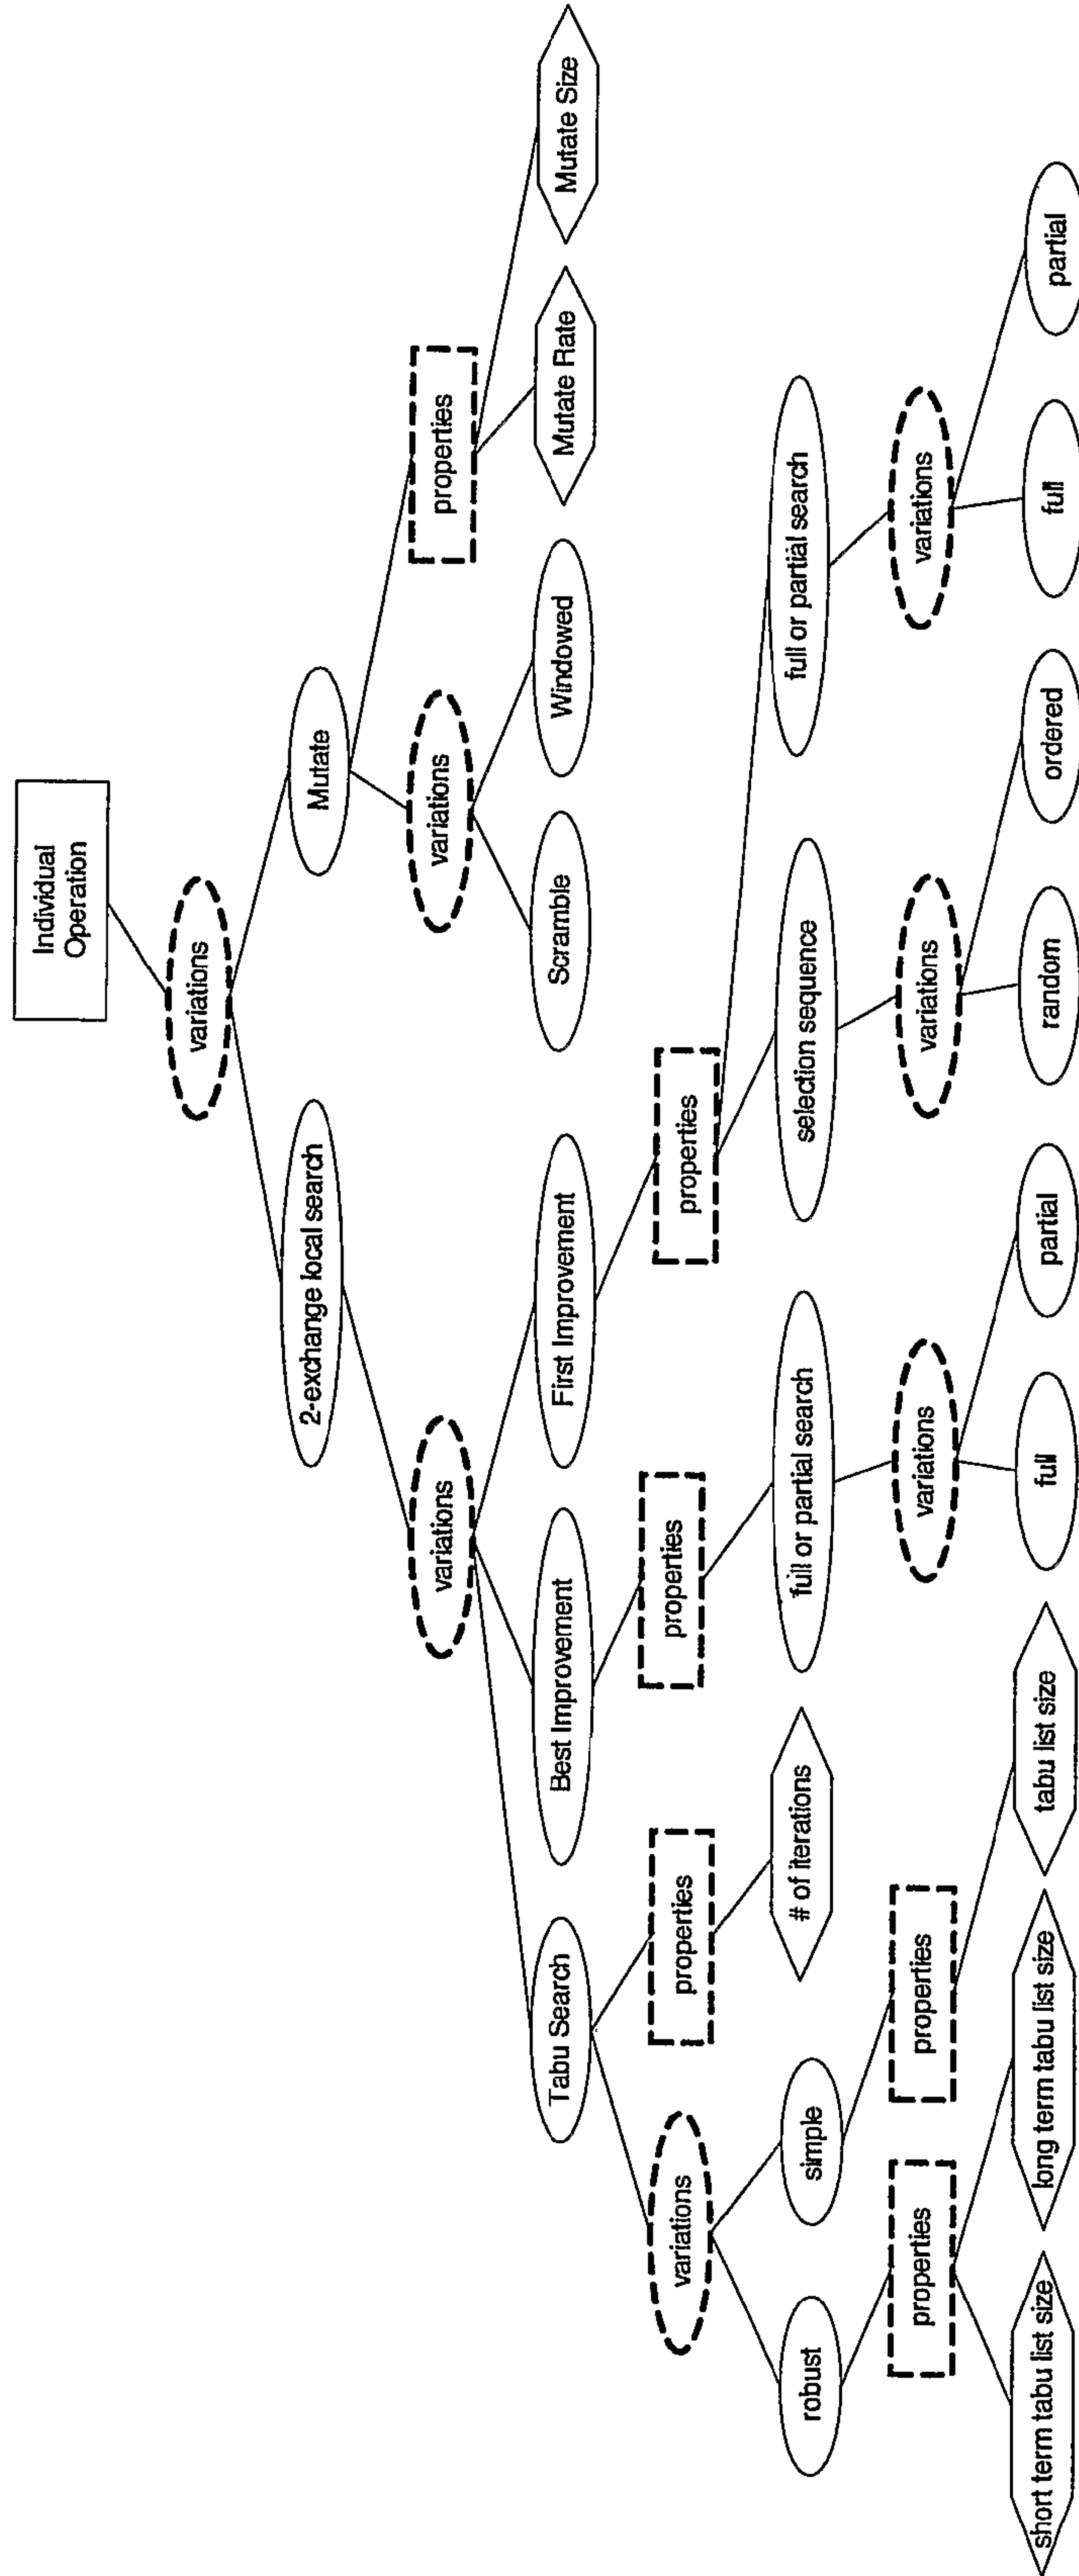 Individual
Operation
variations
2-exchange local search
Mutate
variations
variations
properties
Tabu Search
Best Improvement
First Improvement
Scramble
Windowed
Mutate Rate
Mutate Size
variations
properties
properties
properties
robust
simple
# of iterations
full or partial search
selection sequence
full or partial search
properties
properties
variations
variations
variations
short term tabu list size
long term tabu list size
tabu list size
full
partial
random
ordered
full
partial